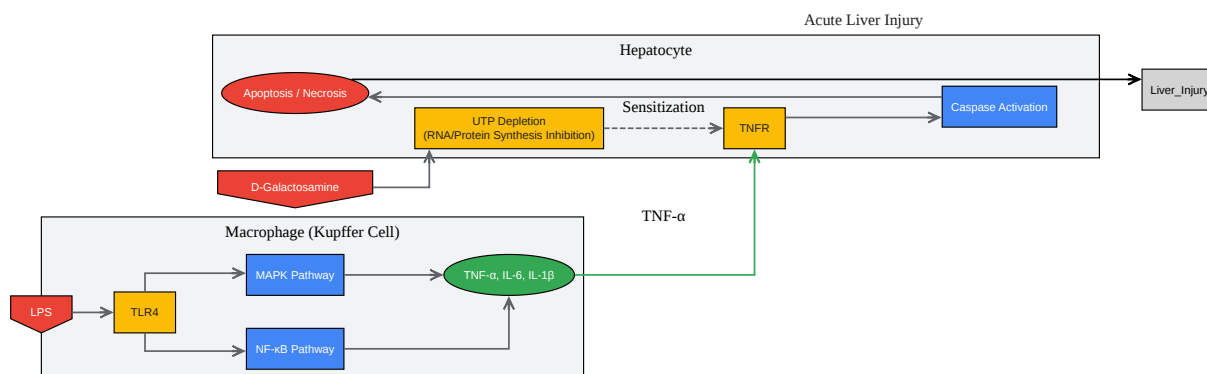 Acute Liver Injury
Hepatocyte
Apoptosis / Necrosis
Liver_Injury
Caspase Activation
Sensitization
UTP Depletion
(RNA/Protein Synthesis Inhibition)
TNFR
D-Galactosamine
TNF-α
Macrophage (Kupffer Cell)
MAPK Pathway
TNF-α, IL-6, IL-1β
LPS
TLR4
NF-κB Pathway